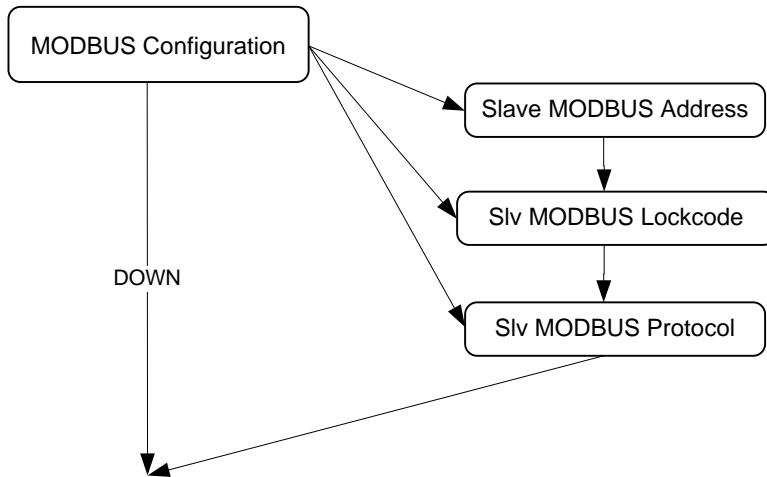 MODBUS Configuration
Slave MODBUS Address
Slv MODBUS Lockcode
DOWN
Slv MODBUS Protocol